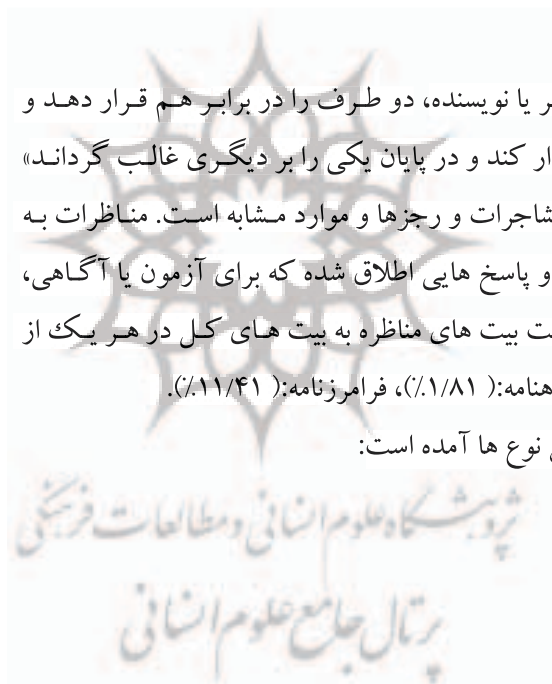 ر یا نویسنده، دو طرف را در برابر هم قرار دهد و
ار کند و در پایان یکی را بر دیگری غالب گرداند»
شاجرات و رجزها و موارد مشابه است. مناظرات به
و پاسخ هایی اطلاق شده که برای آزمون یا آگاهی،
ت بیت های مناظره به بیت های کل در هر یک از
هنامه:( ۱/۸۱٪)، فرامرزنامه:( ۱۱/۴۱٪).
نوع ها آمده است:
پژوهشگاه علوم انسانی و مطالعات فرهنگی
پرتال جامع علوم انسانی